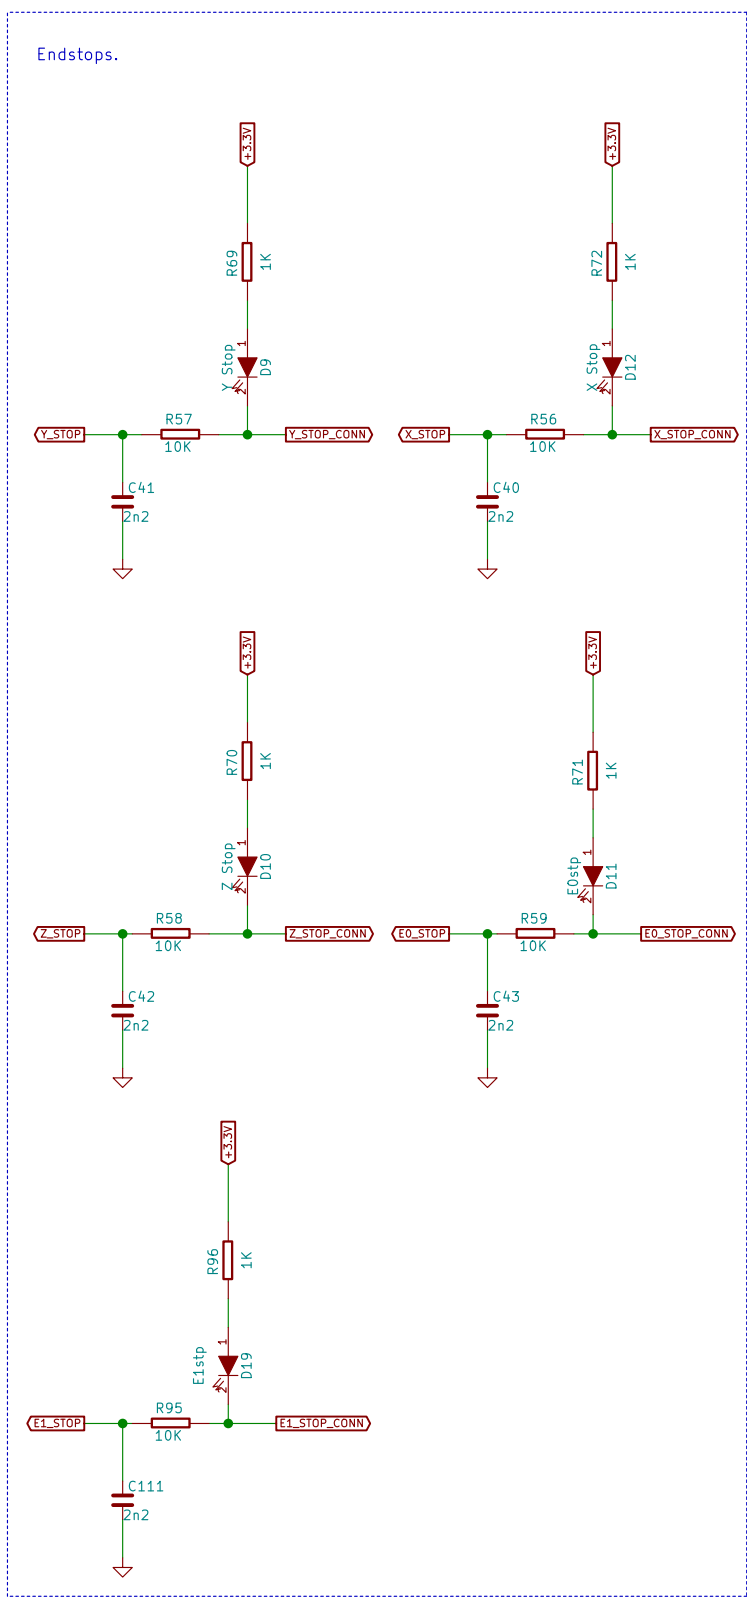 Endstops.
+3.3V
R69
1K
1
Y Stop
D9
2
Y_STOP
R57
10K
Y_STOP_CONN
C41
2n2
+3.3V
R72
1K
1
X Stop
D12
2
X_STOP
R56
10K
X_STOP_CONN
C40
2n2
+3.3V
R70
1K
1
Z Stop
D10
2
Z_STOP
R58
10K
Z_STOP_CONN
C42
2n2
+3.3V
R71
1K
1
E0stp
D11
2
E0_STOP
R59
10K
E0_STOP_CONN
C43
2n2
+3.3V
R96
1K
1
E1stp
D19
2
E1_STOP
R95
10K
E1_STOP_CONN
C111
2n2